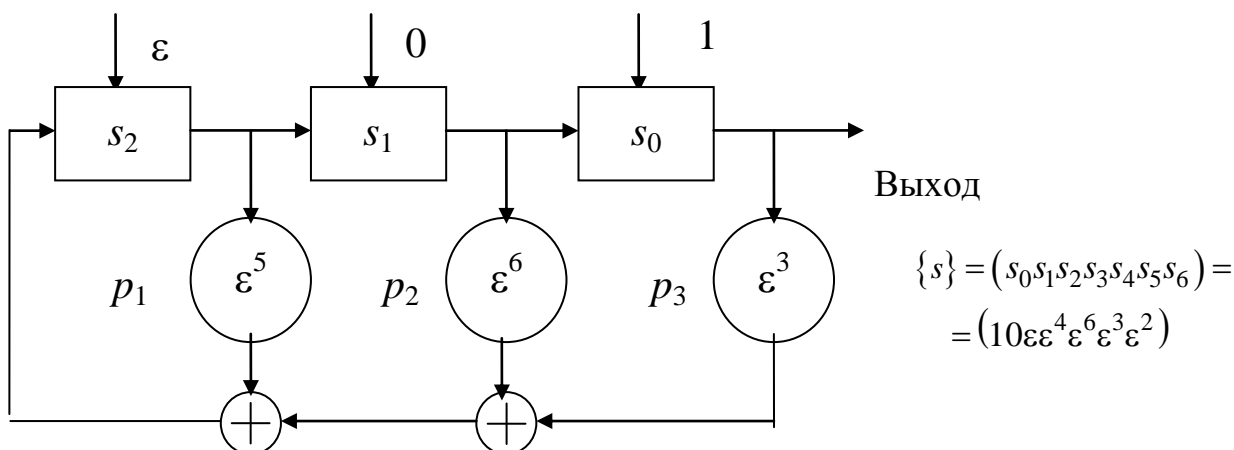 ε 0 1
s₂ s₁ s₀
Выход
p₁ ε⁵ p₂ ε⁶ p₃ ε³
{s} = (s₀s₁s₂s₃s₄s₅s₆) =
= (10εε⁴ε⁶ε³ε²)
+ +